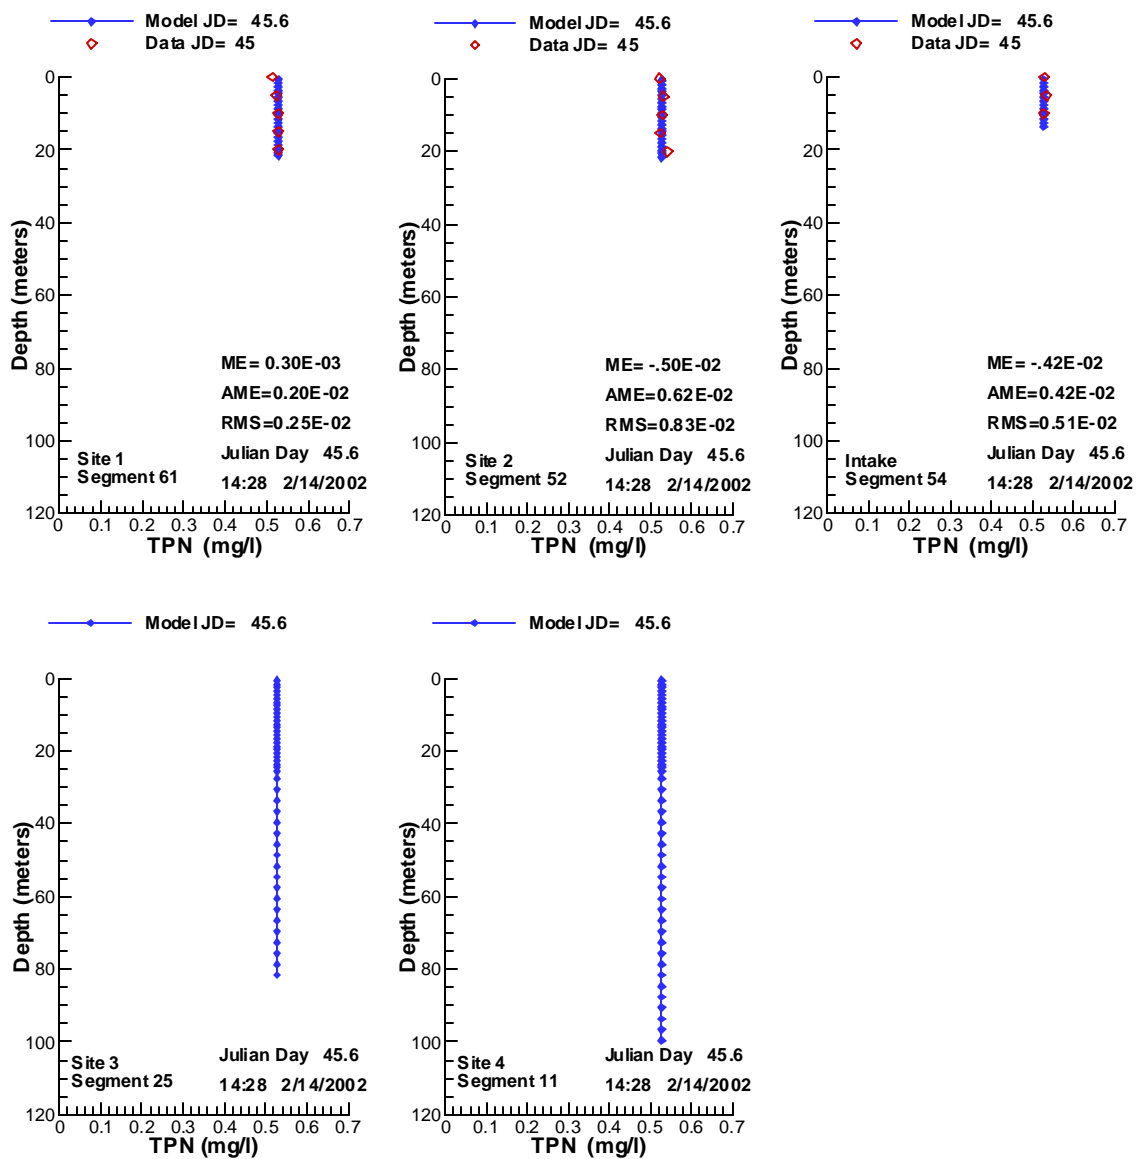 Model JD= 45.6
Data JD= 45
0
20
40
60
80
100
120
Depth (meters)
ME= 0.30E-03
AME=0.20E-02
RMS=0.25E-02
Julian Day 45.6
14:28 2/14/2002
Site 1
Segment 61
0 0.1 0.2 0.3 0.4 0.5 0.6 0.7
TPN (mg/l)
Model JD= 45.6
Data JD= 45
0
20
40
60
80
100
120
Depth (meters)
ME= -.50E-02
AME=0.62E-02
RMS=0.83E-02
Julian Day 45.6
14:28 2/14/2002
Site 2
Segment 52
0 0.1 0.2 0.3 0.4 0.5 0.6 0.7
TPN (mg/l)
Model JD= 45.6
Data JD= 45
0
20
40
60
80
100
120
Depth (meters)
ME= -.42E-02
AME=0.42E-02
RMS=0.51E-02
Julian Day 45.6
14:28 2/14/2002
Intake
Segment 54
0 0.1 0.2 0.3 0.4 0.5 0.6 0.7
TPN (mg/l)
Model JD= 45.6
0
20
40
60
80
100
120
Depth (meters)
Julian Day 45.6
14:28 2/14/2002
Site 3
Segment 25
0 0.1 0.2 0.3 0.4 0.5 0.6 0.7
TPN (mg/l)
Model JD= 45.6
0
20
40
60
80
100
120
Depth (meters)
Julian Day 45.6
14:28 2/14/2002
Site 4
Segment 11
0 0.1 0.2 0.3 0.4 0.5 0.6 0.7
TPN (mg/l)